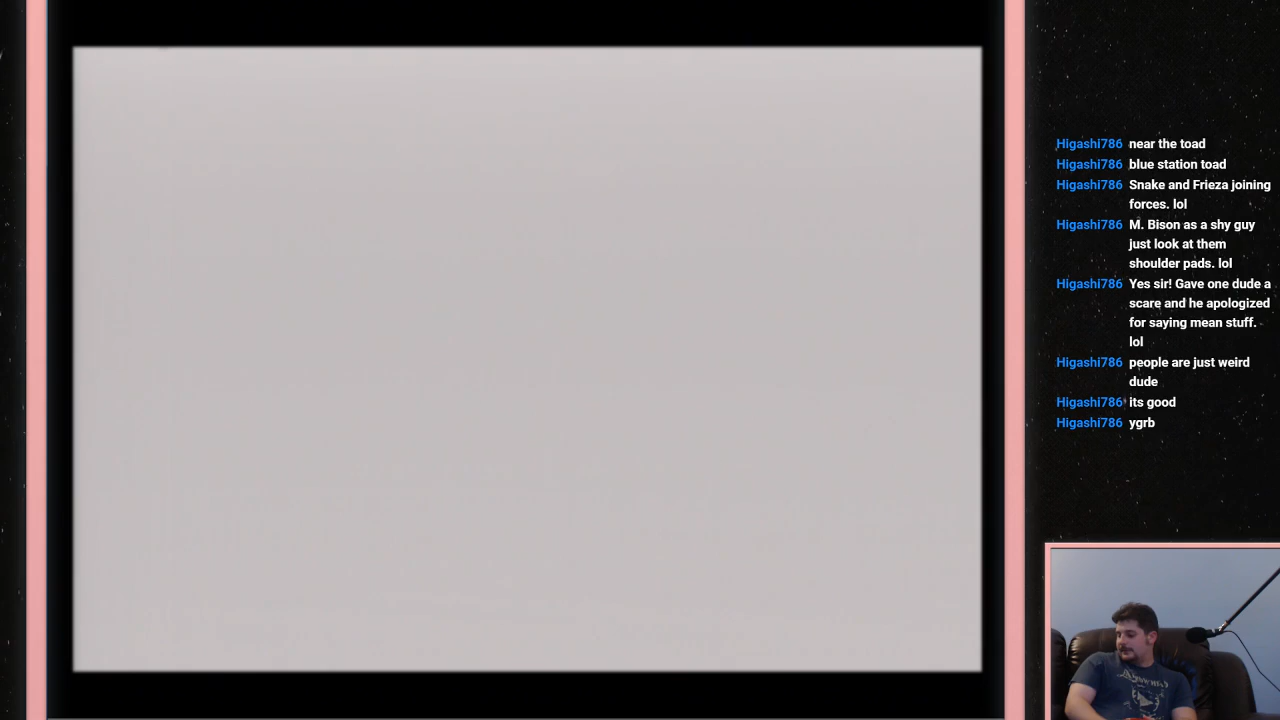 Higashi786 near the toad
Higashi786 blue station toad
Higashi786 Snake and Frieza joining
forces. lol
Higashi786 M. Bison as a shy guy
just look at them
shoulder pads. lol
Higashi786 Yes sir! Gave one dude a
scare and he apologized
for saying mean stuff.
lol
Higashi786 people are just weird
dude
Higashi786 its good
Higashi786 ygrb